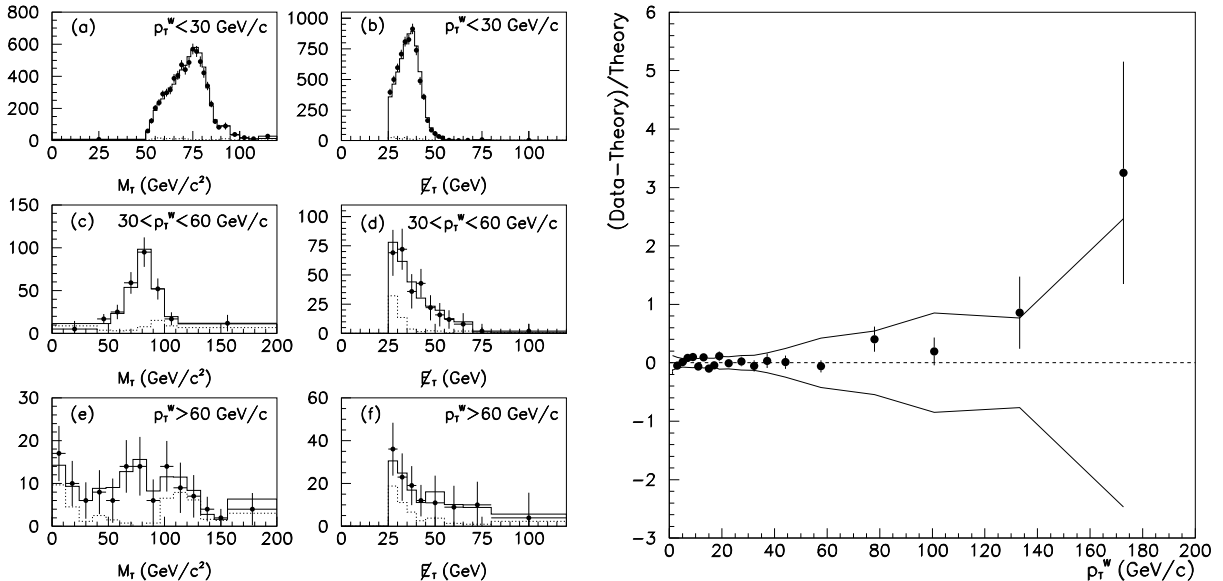 (a) p_T^W <30 GeV/c
800
600
400
200
0
0 25 50 75 100
M_T (GeV/c²)
(b) p_T^W <30 GeV/c
1000
750
500
250
0
0 25 50 75 100
E̸_T (GeV)
(c) 30<p_T^W<60 GeV/c
150
100
50
0
0 50 100 150 200
M_T (GeV/c²)
(d) 30<p_T^W<60 GeV/c
100
75
50
25
0
0 25 50 75 100
E̸_T (GeV)
(e) p_T^W>60 GeV/c
30
20
10
0
0 50 100 150 200
M_T (GeV/c²)
(f) p_T^W>60 GeV/c
60
40
20
0
0 25 50 75 100
E̸_T (GeV)
(Data−Theory)/Theory
6
5
4
3
2
1
0
−1
−2
−3
0 20 40 60 80 100 120 140 160 180 200
p_T^W (GeV/c)